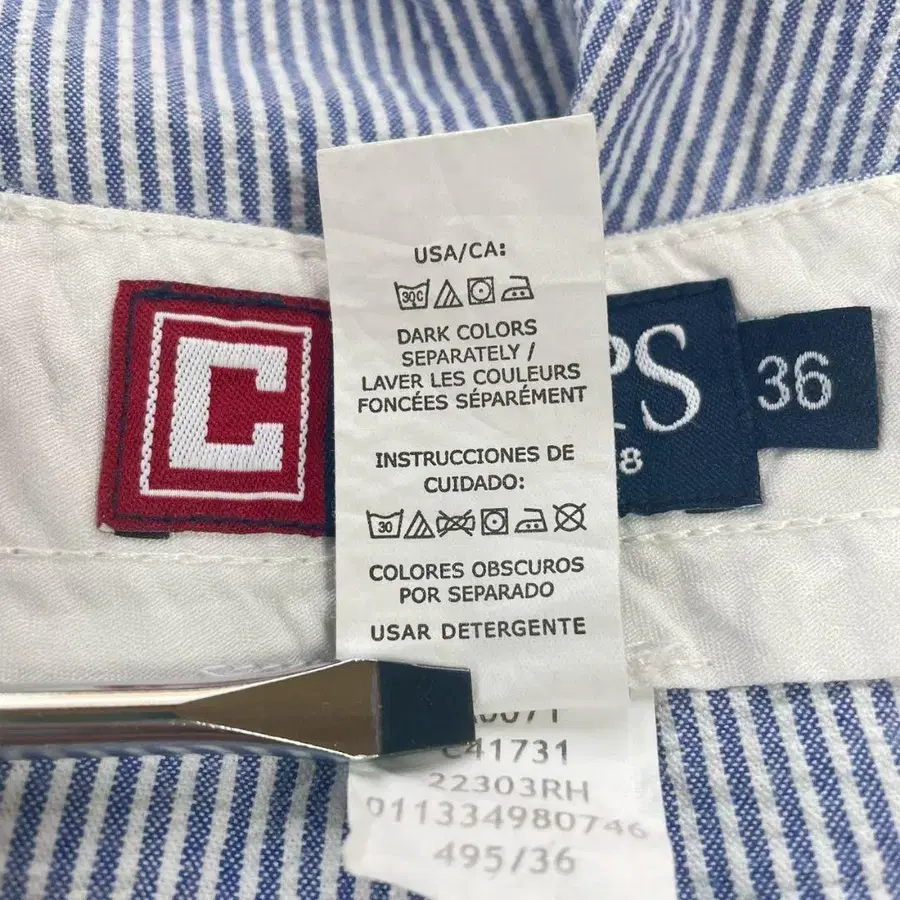 USA/CA:
30C
DARK COLORS
SEPARATELY /
LAVER LES COULEURS
FONCÉES SÉPARÉMENT
INSTRUCCIONES DE
CUIDADO:
30
COLORES OBSCUROS
POR SEPARADO
USAR DETERGENTE
C
PS
8
36
C41731
22303RH
011334980746
495/36